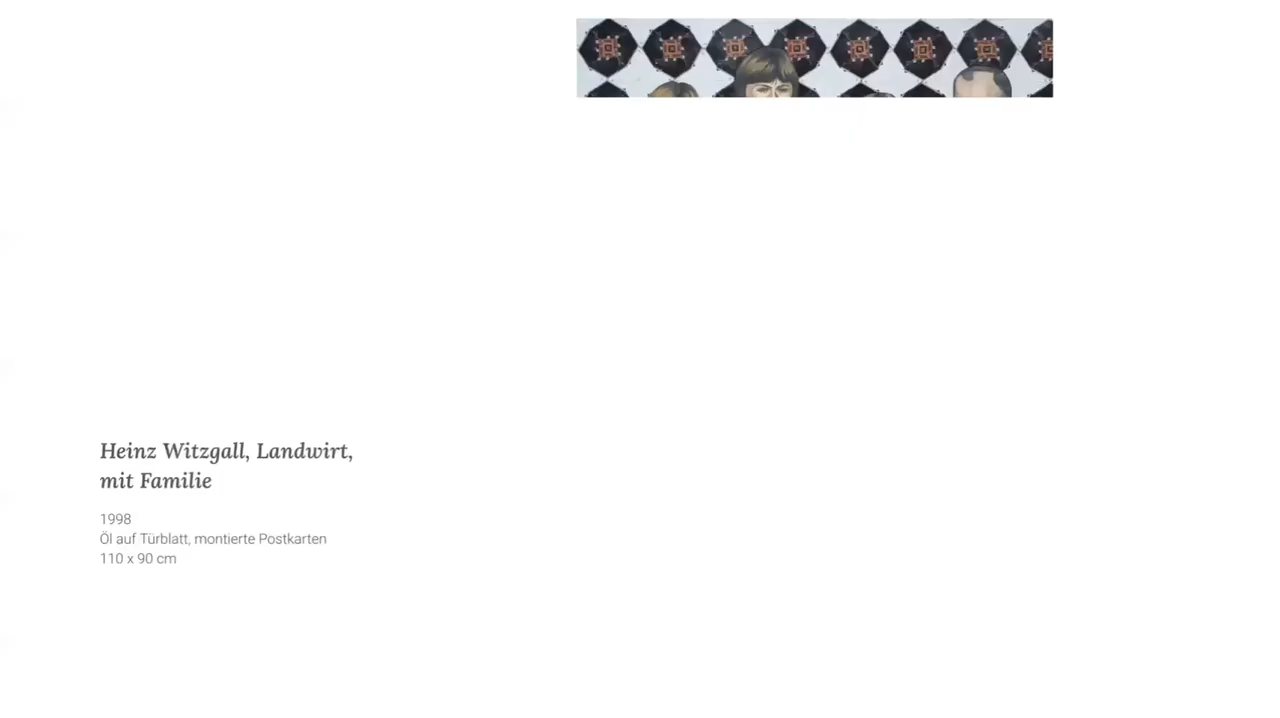 Heinz Witzgall, Landwirt,
mit Familie
1998
Öl auf Türblatt, montierte Postkarten
110 x 90 cm